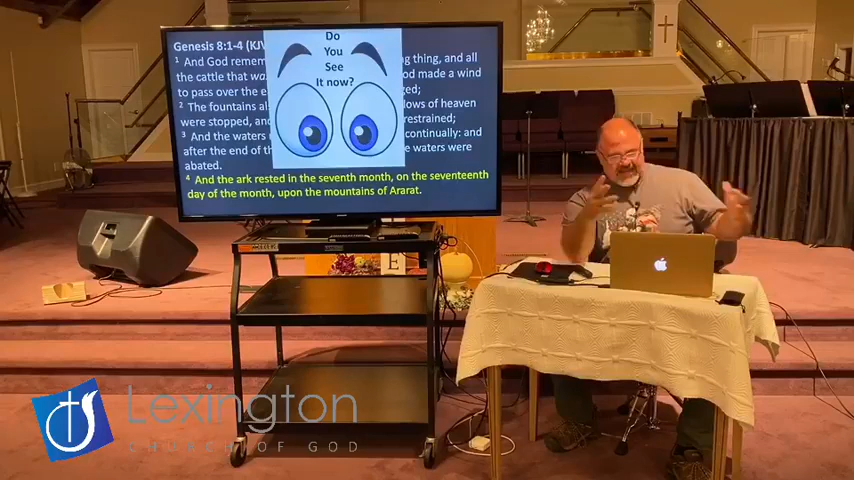 Genesis 8:1-4 (KJV
Do
You
See
It now?
¹ And God remem g thing, and all
the cattle that was od made a wind
to pass over the e ged;
² The fountains al dows of heaven
were stopped, and restrained;
³ And the waters continually: and
after the end of th e waters were
abated.
⁴ And the ark rested in the seventh month, on the seventeenth
day of the month, upon the mountains of Ararat.
E
Lexington
CHURCH OF GOD